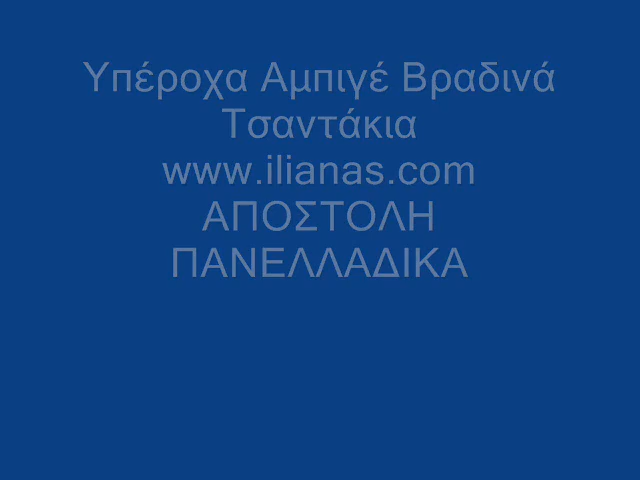 Υπέροχα Αμπιγέ Βραδινά
Τσαντάκια
www.ilianas.com
ΑΠΟΣΤΟΛΗ
ΠΑΝΕΛΛΑΔΙΚΑ